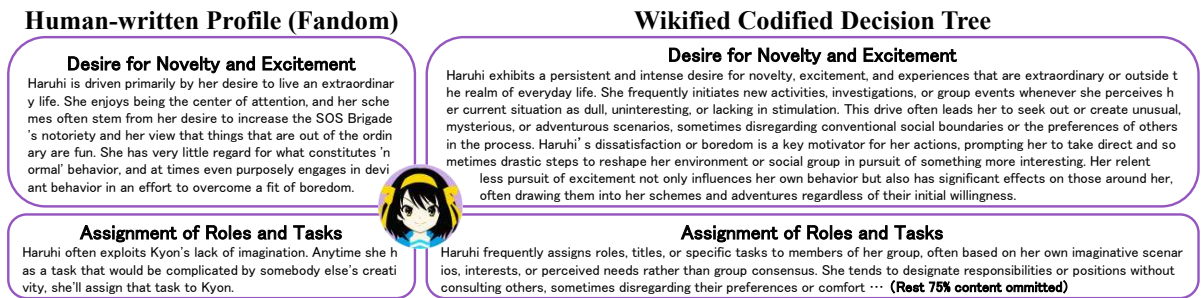 Human-written Profile (Fandom)
Desire for Novelty and Excitement
Haruhi is driven primarily by her desire to live an extraordinar
y life. She enjoys being the center of attention, and her sche
mes often stem from her desire to increase the SOS Brigade
's notoriety and her view that things that are out of the ordin
ary are fun. She has very little regard for what constitutes 'n
ormal' behavior, and at times even purposely engages in devi
ant behavior in an effort to overcome a fit of boredom.
Assignment of Roles and Tasks
Haruhi often exploits Kyon's lack of imagination. Anytime she h
as a task that would be complicated by somebody else's creati
vity, she'll assign that task to Kyon.
Wikified Codified Decision Tree
Desire for Novelty and Excitement
Haruhi exhibits a persistent and intense desire for novelty, excitement, and experiences that are extraordinary or outside t
he realm of everyday life. She frequently initiates new activities, investigations, or group events whenever she perceives h
er current situation as dull, uninteresting, or lacking in stimulation. This drive often leads her to seek out or create unusual,
mysterious, or adventurous scenarios, sometimes disregarding conventional social boundaries or the preferences of others
in the process. Haruhi's dissatisfaction or boredom is a key motivator for her actions, prompting her to take direct and so
metimes drastic steps to reshape her environment or social group in pursuit of something more interesting. Her relent
less pursuit of excitement not only influences her own behavior but also has significant effects on those around her,
often drawing them into her schemes and adventures regardless of their initial willingness.
Assignment of Roles and Tasks
Haruhi frequently assigns roles, titles, or specific tasks to members of her group, often based on her own imaginative scenar
ios, interests, or perceived needs rather than group consensus. She tends to designate responsibilities or positions without
consulting others, sometimes disregarding their preferences or comfort ⋯ (Rest 75% content ommitted)